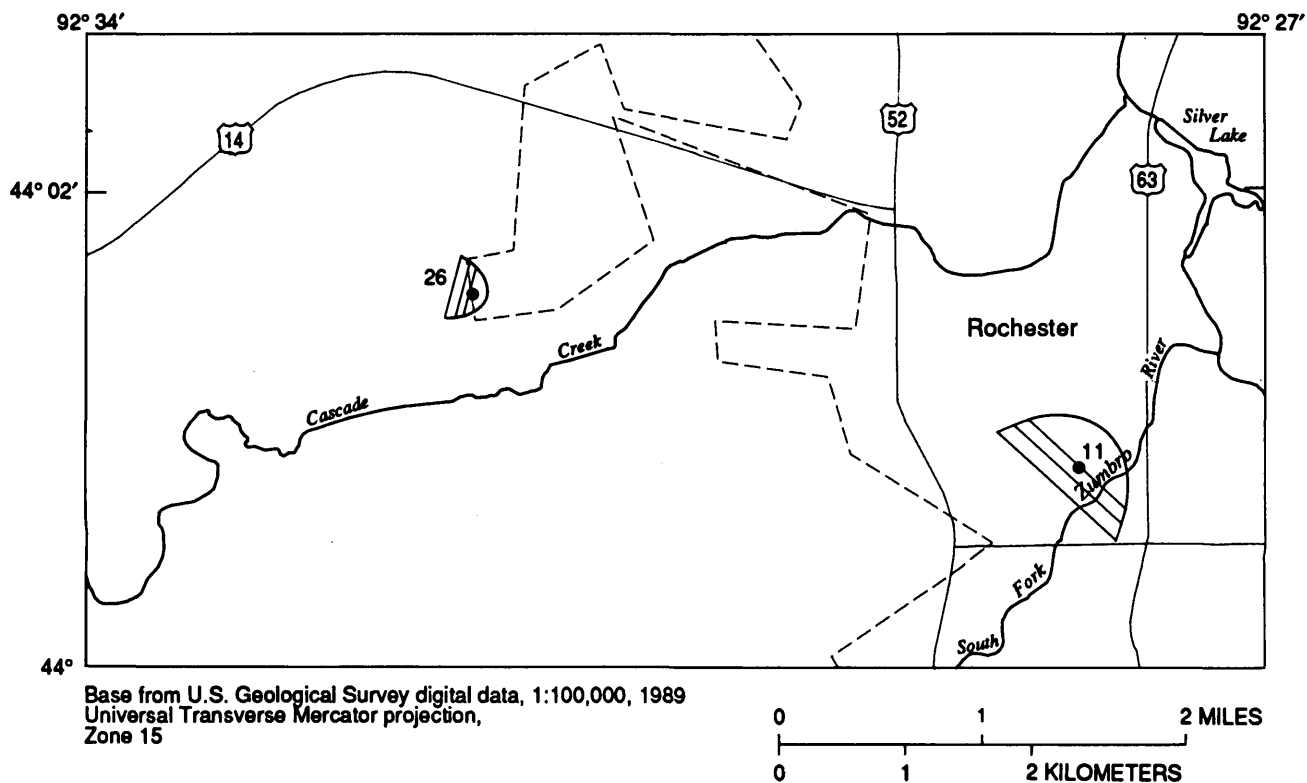 92° 34′
92° 27′
52
Silver
Lake
14
63
44° 02′
26
Rochester
Creek
River
Cascade
11
Zumbro
Fork
South
44°
Base from U.S. Geological Survey digital data, 1:100,000, 1989
Universal Transverse Mercator projection,
Zone 15
0 1 2 MILES
0 1 2 KILOMETERS